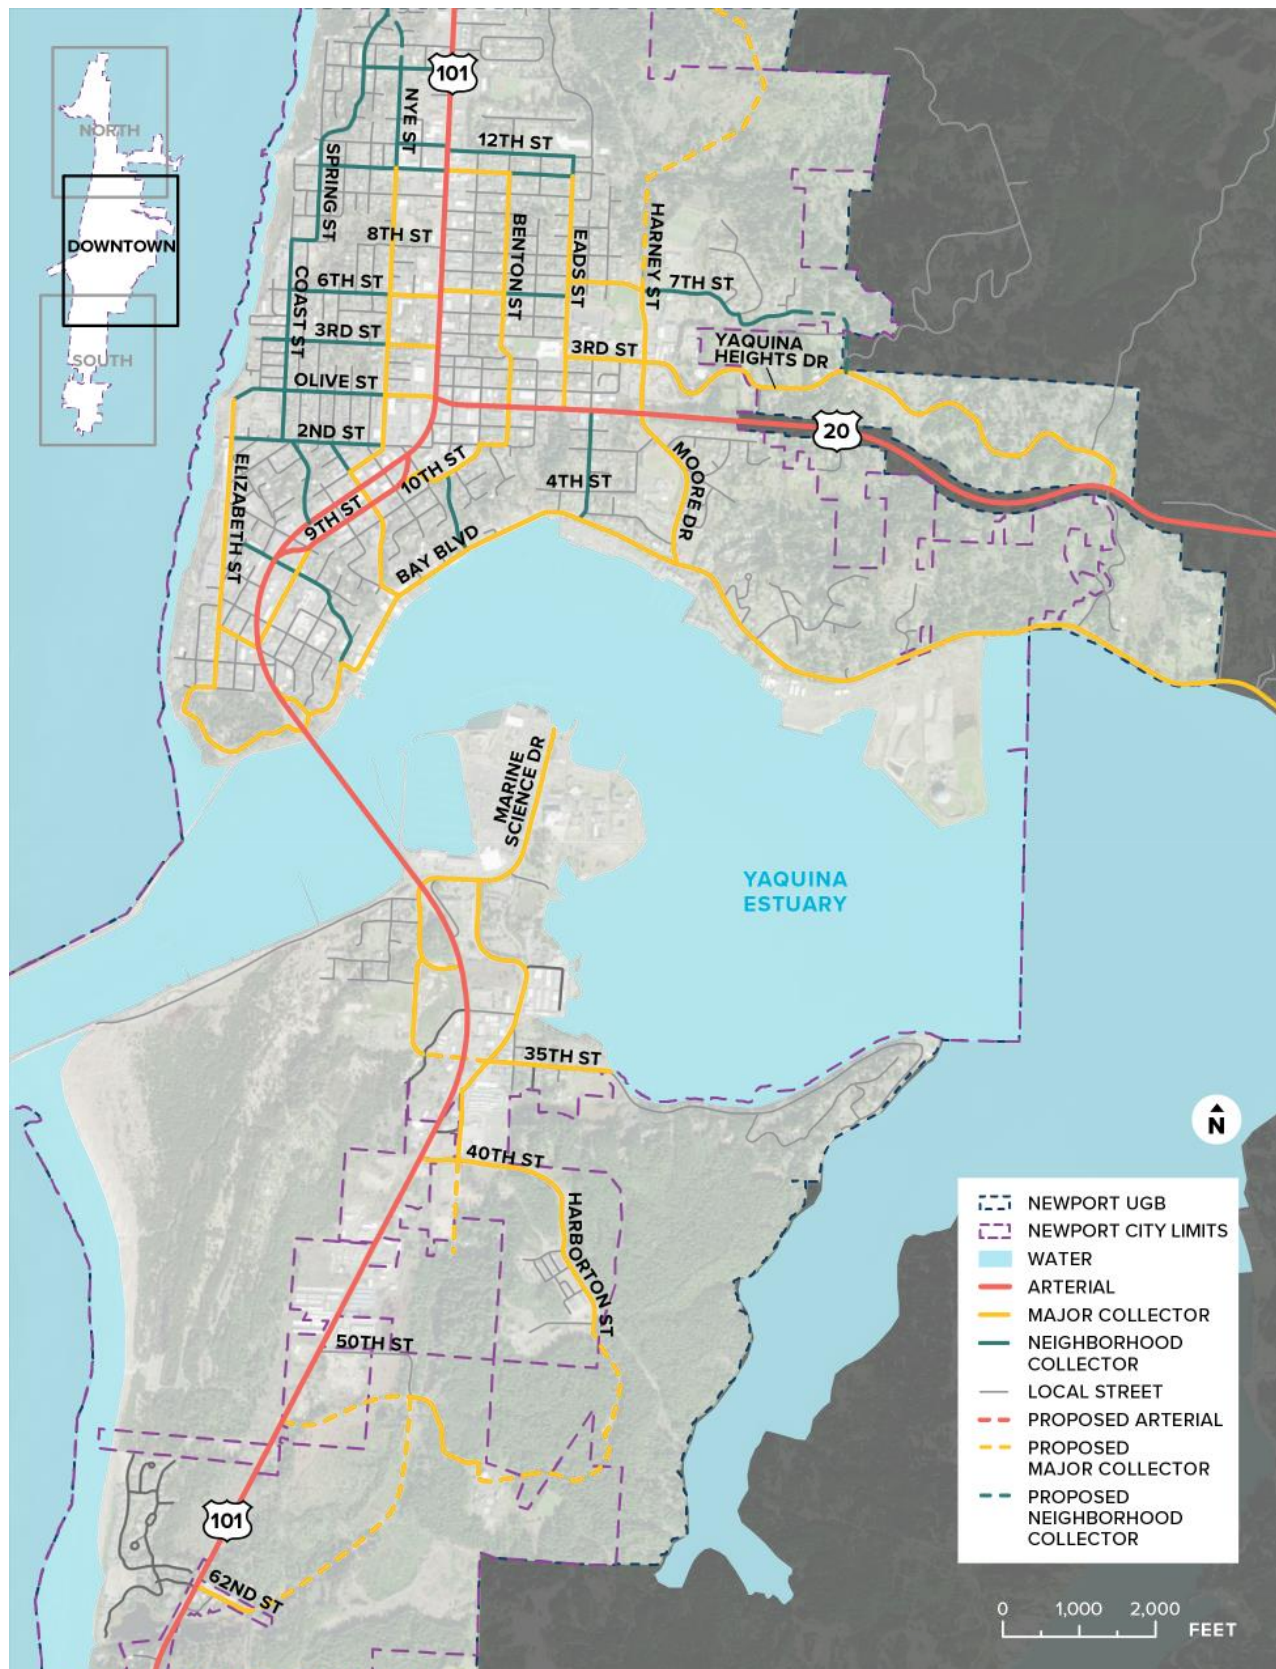 101
NORTH
NYE ST
12TH ST
SPRING ST
HARNEY ST
BENTON ST
EADS ST
8TH ST
DOWNTOWN
6TH ST
7TH ST
COAST ST
3RD ST
3RD ST
YAQUINA
HEIGHTS DR
SOUTH
OLIVE ST
2ND ST
20
ELIZABETH ST
10TH ST
MOORE DR
4TH ST
9TH ST
BAY BLVD
MARINE
SCIENCE DR
YAQUINA
ESTUARY
35TH ST
N
40TH ST
HARBORTON ST
50TH ST
101
62ND ST
NEWPORT UGB
NEWPORT CITY LIMITS
WATER
ARTERIAL
MAJOR COLLECTOR
NEIGHBORHOOD
COLLECTOR
LOCAL STREET
PROPOSED ARTERIAL
PROPOSED
MAJOR COLLECTOR
PROPOSED
NEIGHBORHOOD
COLLECTOR
0 1,000 2,000
FEET